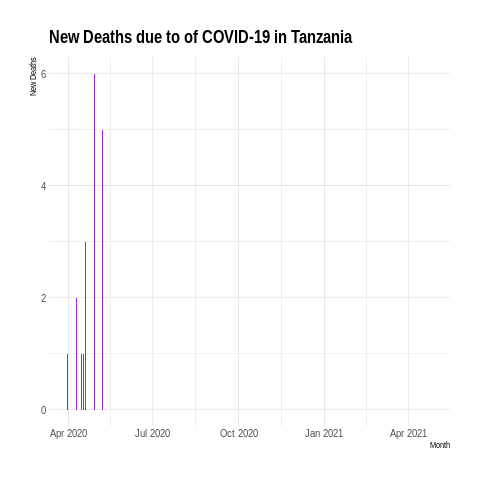 New Deaths due to of COVID-19 in Tanzania
New Deaths
6
4
2
0
Apr 2020 Jul 2020 Oct 2020 Jan 2021 Apr 2021
Month